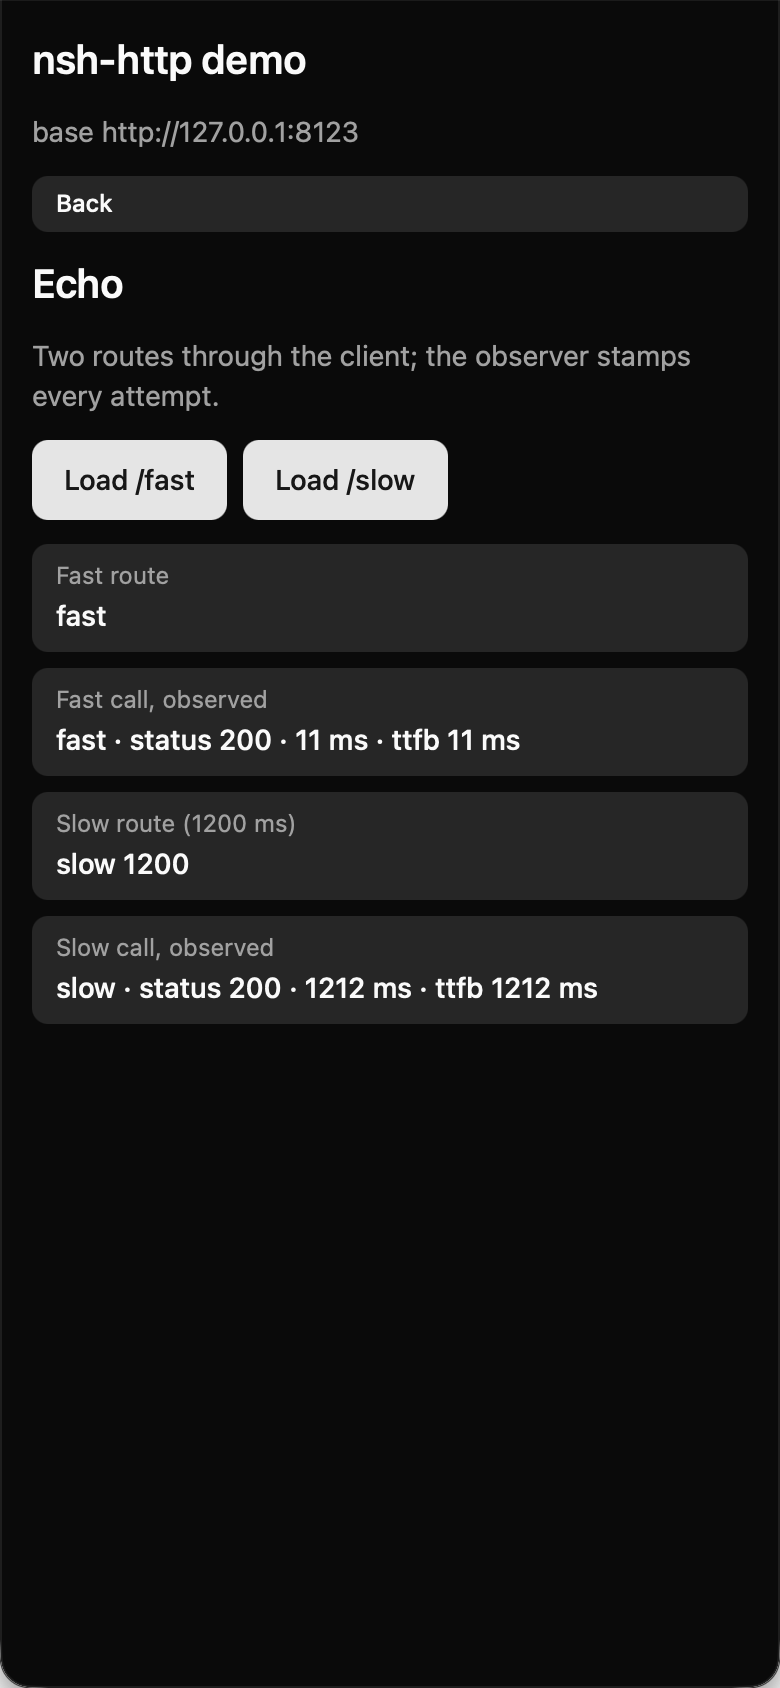 nsh-http demo
base http://127.0.0.1:8123
Back
Echo
Two routes through the client; the observer stamps
every attempt.
Load /fast
Load /slow
Fast route
fast
Fast call, observed
fast · status 200 · 11 ms · ttfb 11 ms
Slow route (1200 ms)
slow 1200
Slow call, observed
slow · status 200 · 1212 ms · ttfb 1212 ms